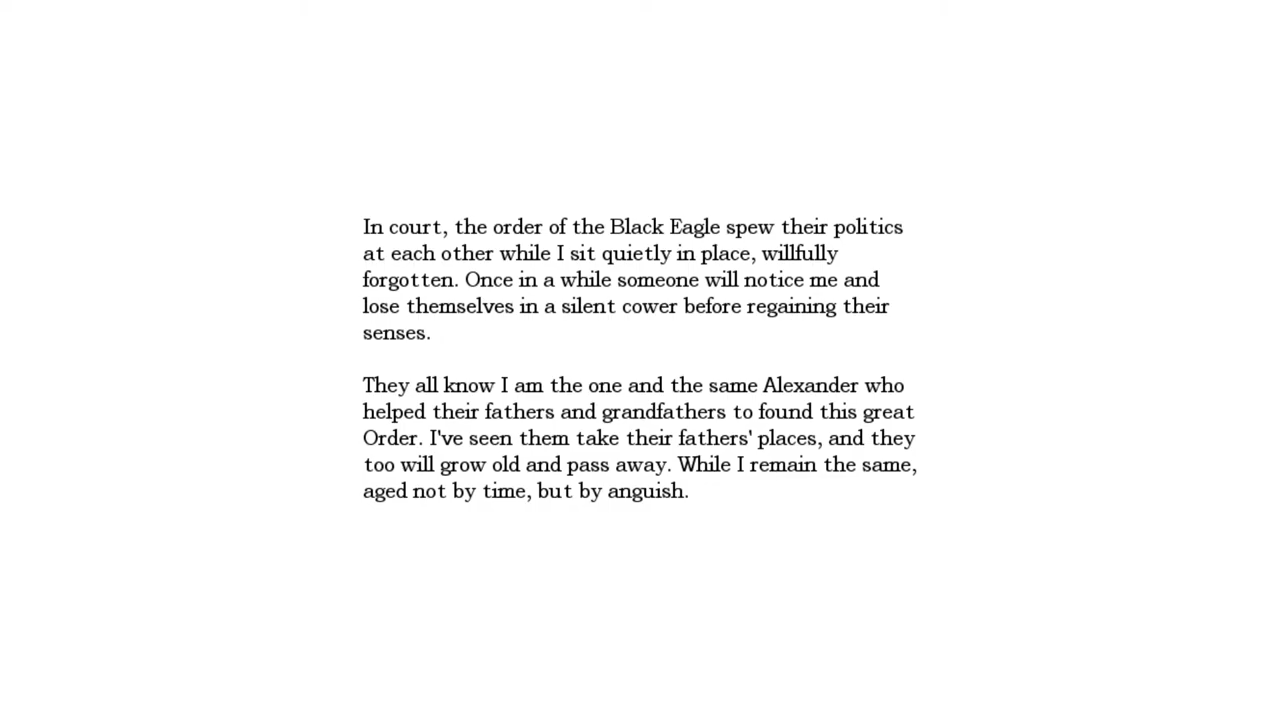 In court, the order of the Black Eagle spew their politics
at each other while I sit quietly in place, willfully
forgotten. Once in a while someone will notice me and
lose themselves in a silent cower before regaining their
senses.
They all know I am the one and the same Alexander who
helped their fathers and grandfathers to found this great
Order. I've seen them take their fathers' places, and they
too will grow old and pass away. While I remain the same,
aged not by time, but by anguish.